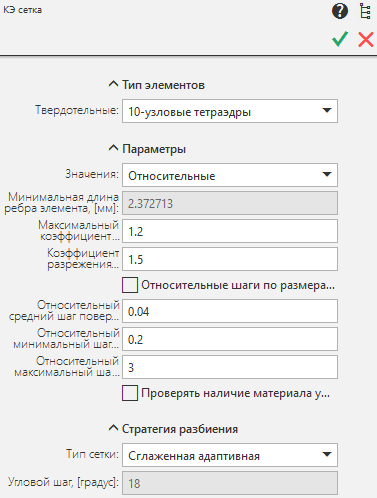 КЭ сетка
Тип элементов
Твердотельные: 10-узловые тетраэдры
Параметры
Значения: Относительные
Минимальная длина
ребра элемента, [мм]: 2.372713
Максимальный
коэффициент... 1.2
Коэффициент
разрежения... 1.5
Относительные шаги по размера...
Относительный
средний шаг повер... 0.04
Относительный
минимальный шаг... 0.2
Относительный
максимальный ша... 3
Проверять наличие материала у...
Стратегия разбиения
Тип сетки: Сглаженная адаптивная
Угловой шаг, [градус]: 18